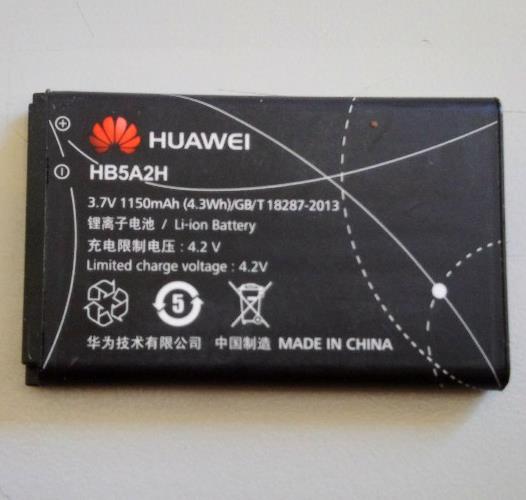 HUAWEI
HB5A2H
3.7V 1150mAh (4.3Wh)/GB/T 18287-2013
锂离子电池 / Li-ion Battery
充电限制电压 : 4.2 V
Limited charge voltage : 4.2V
5
华为技术有限公司 中国制造 MADE IN CHINA